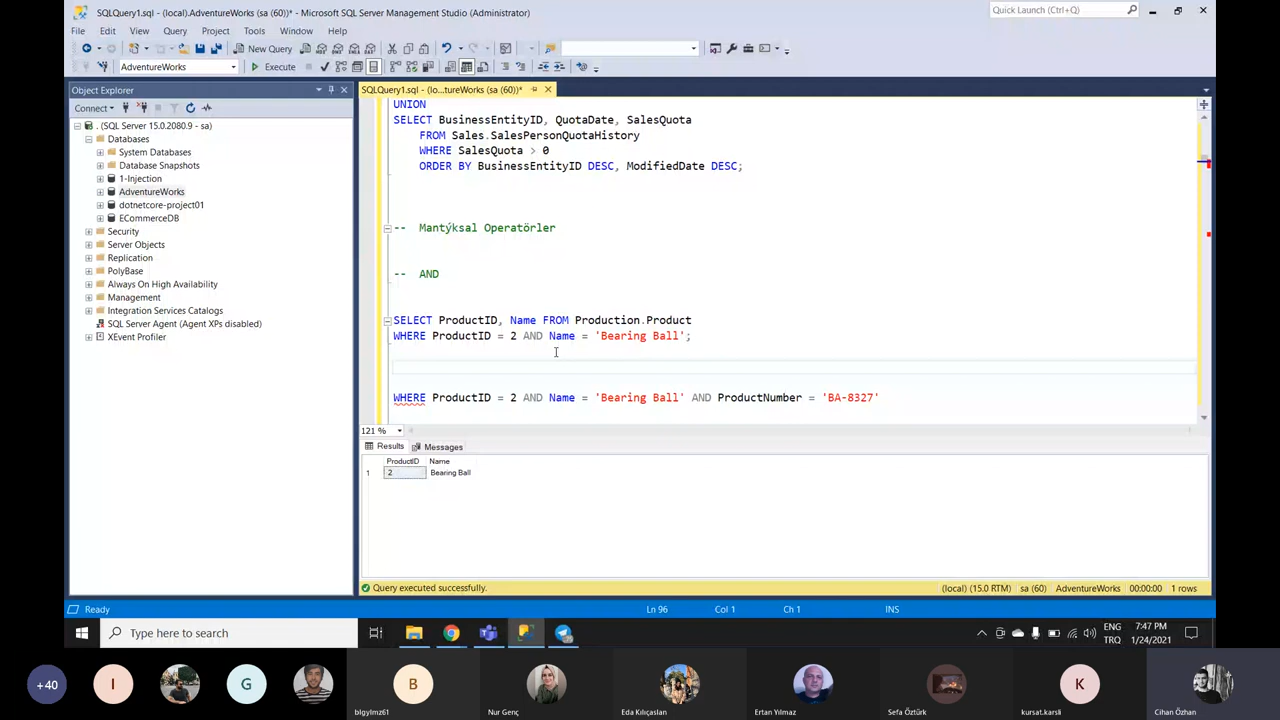 SQLQuery1.sql - (local).AdventureWorks (sa (60))* - Microsoft SQL Server Management Studio (Administrator)
Quick Launch (Ctrl+Q)
File Edit View Query Project Tools Window Help
New Query
AdventureWorks
Execute
Object Explorer
SQLQuery1.sql - (lo...tureWorks (sa (60))*
Connect
. (SQL Server 15.0.2080.9 - sa)
Databases
System Databases
Database Snapshots
1-Injection
AdventureWorks
dotnetcore-project01
ECommerceDB
Security
Server Objects
Replication
PolyBase
Always On High Availability
Management
Integration Services Catalogs
SQL Server Agent (Agent XPs disabled)
XEvent Profiler
UNION
SELECT BusinessEntityID, QuotaDate, SalesQuota
FROM Sales.SalesPersonQuotaHistory
WHERE SalesQuota > 0
ORDER BY BusinessEntityID DESC, ModifiedDate DESC;
-- Mantýksal Operatörler
-- AND
SELECT ProductID, Name FROM Production.Product
WHERE ProductID = 2 AND Name = 'Bearing Ball';
WHERE ProductID = 2 AND Name = 'Bearing Ball' AND ProductNumber = 'BA-8327'
121 %
Results Messages
ProductID Name
1 2 Bearing Ball
Query executed successfully.
(local) (15.0 RTM) sa (60) AdventureWorks 00:00:00 1 rows
Ready
Ln 96 Col 1 Ch 1 INS
Type here to search
ENG
TRQ
7:47 PM
1/24/2021
+40
I
G
B
K
blgylmz61
Nur Genç
Eda Kılıçaslan
Ertan Yılmaz
Sefa Öztürk
kursat.karsli
Cihan Özhan